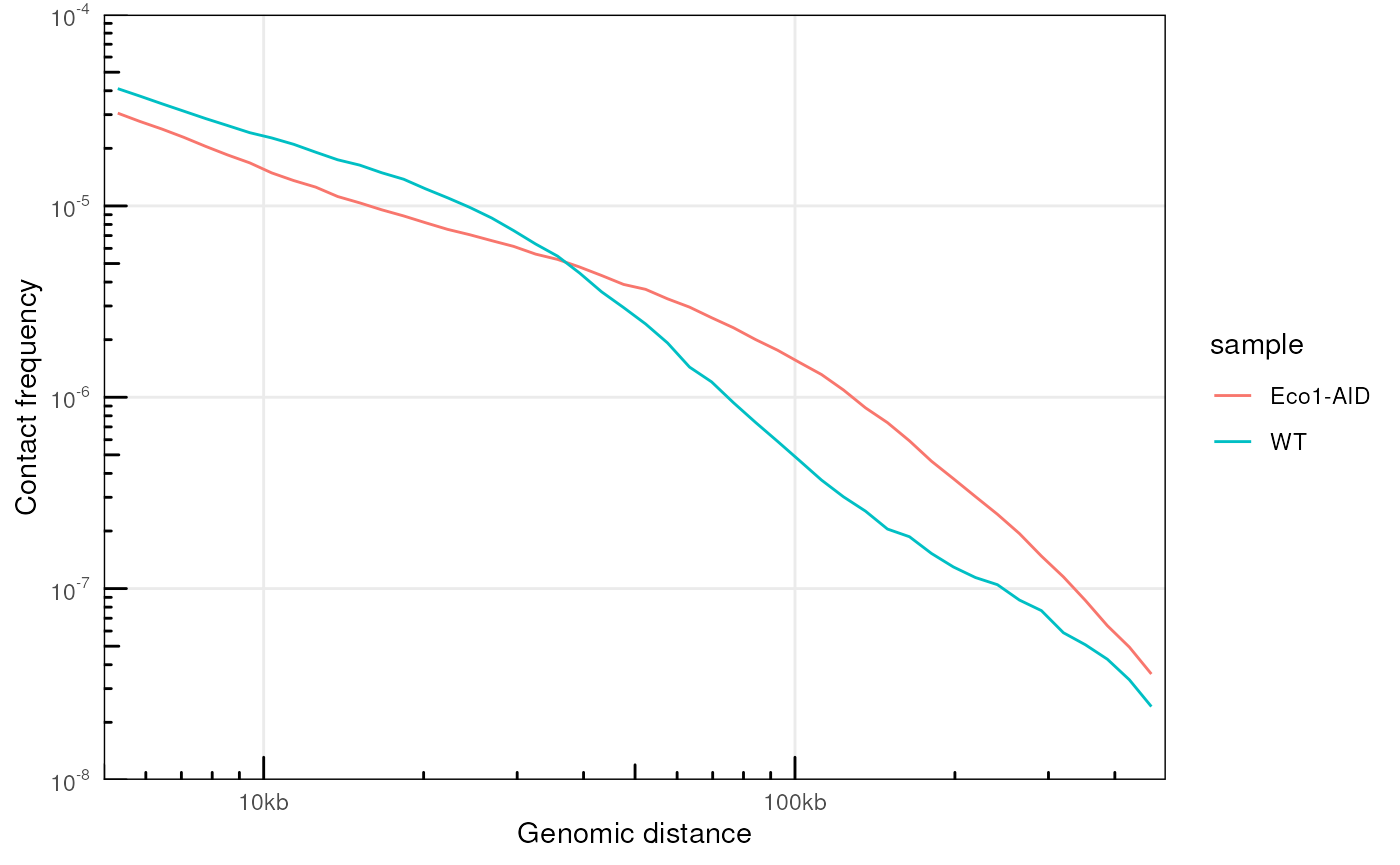 10⁻⁴
10⁻⁵
10⁻⁶
10⁻⁷
10⁻⁸
Contact frequency
10kb
100kb
Genomic distance
sample
Eco1-AID
WT